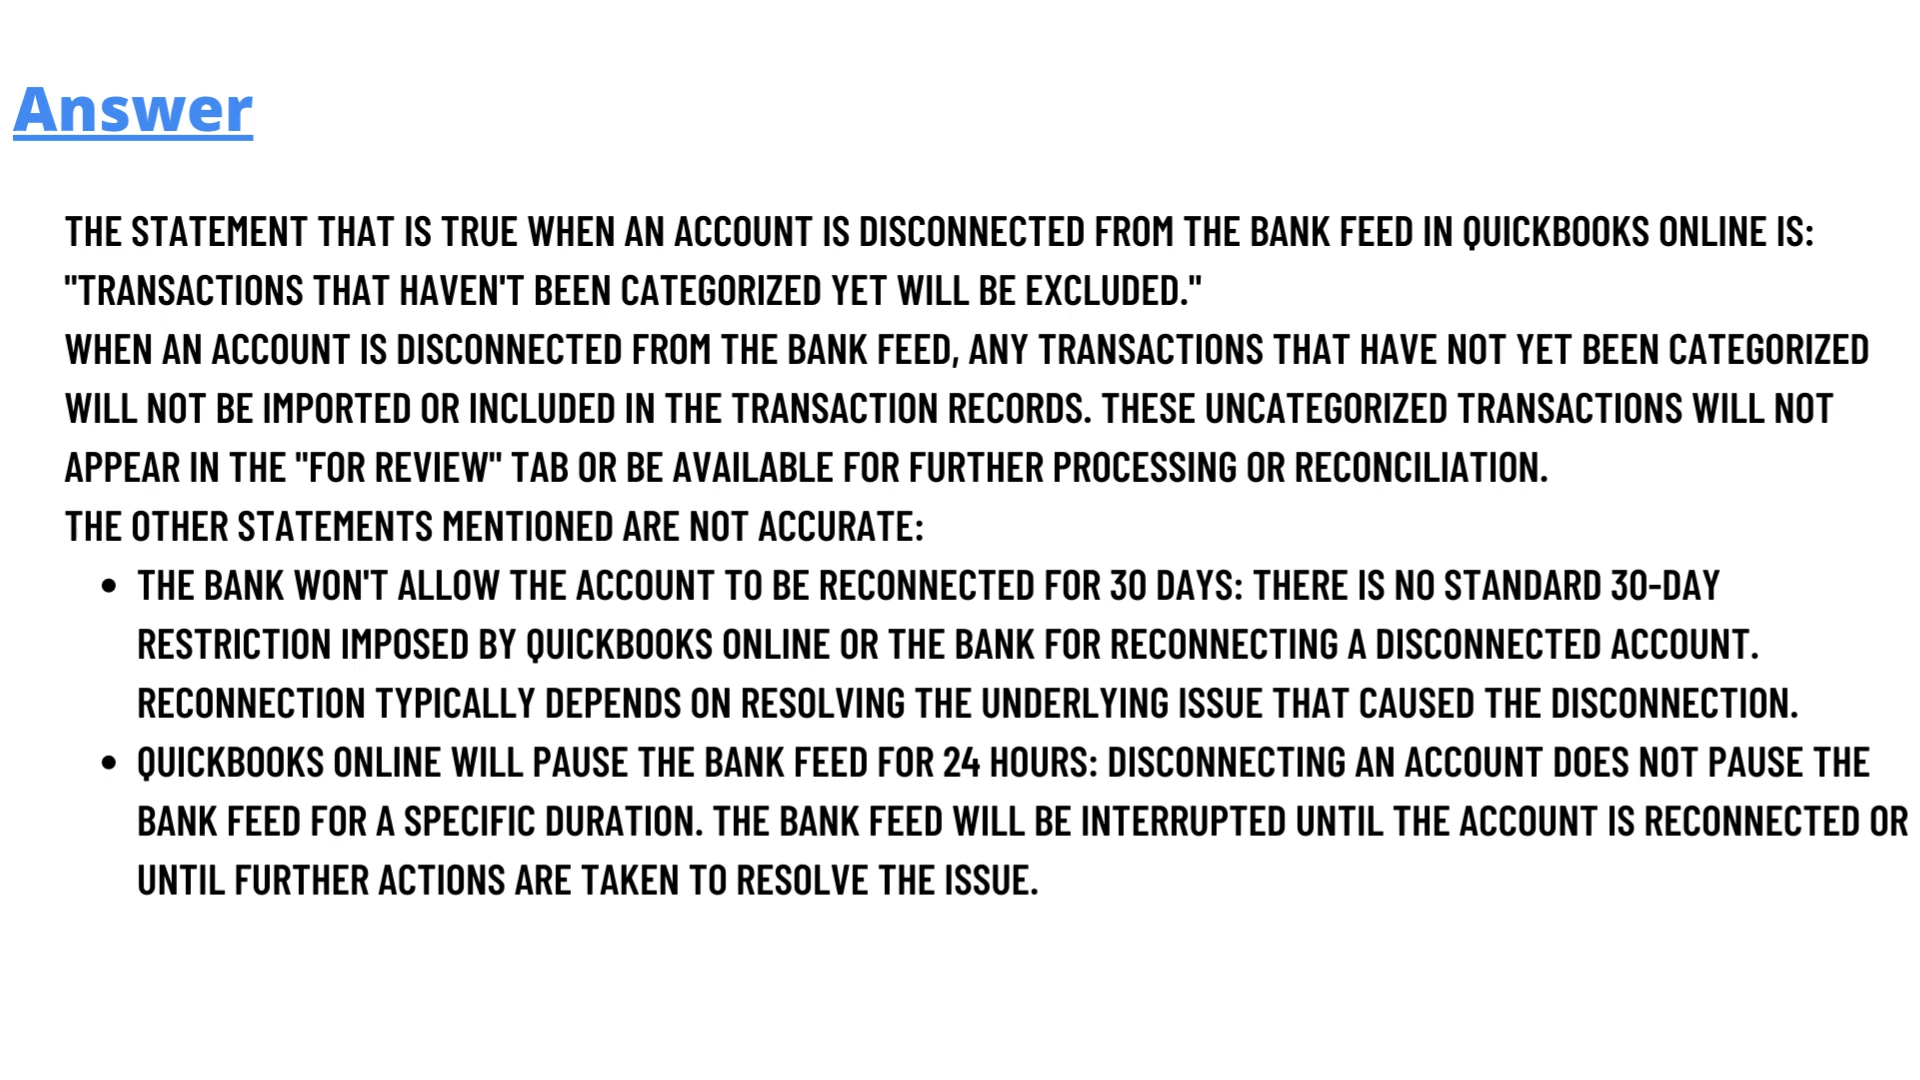 Answer
THE STATEMENT THAT IS TRUE WHEN AN ACCOUNT IS DISCONNECTED FROM THE BANK FEED IN QUICKBOOKS ONLINE IS:
"TRANSACTIONS THAT HAVEN'T BEEN CATEGORIZED YET WILL BE EXCLUDED."
WHEN AN ACCOUNT IS DISCONNECTED FROM THE BANK FEED, ANY TRANSACTIONS THAT HAVE NOT YET BEEN CATEGORIZED
WILL NOT BE IMPORTED OR INCLUDED IN THE TRANSACTION RECORDS. THESE UNCATEGORIZED TRANSACTIONS WILL NOT
APPEAR IN THE "FOR REVIEW" TAB OR BE AVAILABLE FOR FURTHER PROCESSING OR RECONCILIATION.
THE OTHER STATEMENTS MENTIONED ARE NOT ACCURATE:
• THE BANK WON'T ALLOW THE ACCOUNT TO BE RECONNECTED FOR 30 DAYS: THERE IS NO STANDARD 30-DAY
RESTRICTION IMPOSED BY QUICKBOOKS ONLINE OR THE BANK FOR RECONNECTING A DISCONNECTED ACCOUNT.
RECONNECTION TYPICALLY DEPENDS ON RESOLVING THE UNDERLYING ISSUE THAT CAUSED THE DISCONNECTION.
• QUICKBOOKS ONLINE WILL PAUSE THE BANK FEED FOR 24 HOURS: DISCONNECTING AN ACCOUNT DOES NOT PAUSE THE
BANK FEED FOR A SPECIFIC DURATION. THE BANK FEED WILL BE INTERRUPTED UNTIL THE ACCOUNT IS RECONNECTED OR
UNTIL FURTHER ACTIONS ARE TAKEN TO RESOLVE THE ISSUE.